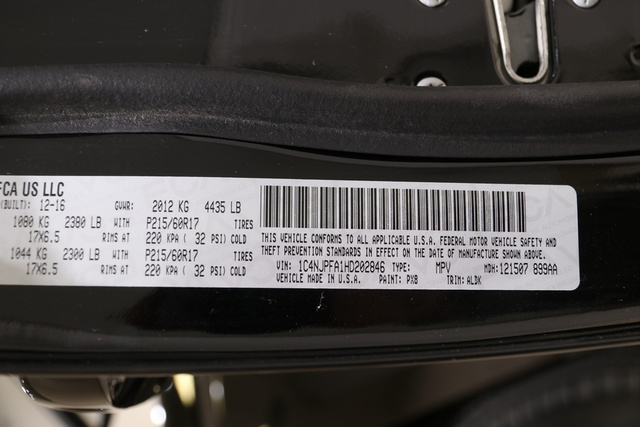 FCA US LLC
(BUILT): 12-16 GVWR: 2012 KG 4435 LB
1080 KG 2380 LB WITH P215/60R17 TIRES
17X6.5 RIMS AT 220 KPA ( 32 PSI) COLD
1044 KG 2300 LB WITH P215/60R17 TIRES
17X6.5 RIMS AT 220 KPA ( 32 PSI) COLD
THIS VEHICLE CONFORMS TO ALL APPLICABLE U.S.A. FEDERAL MOTOR VEHICLE SAFETY AND
THEFT PREVENTION STANDARDS IN EFFECT ON THE DATE OF MANUFACTURE SHOWN ABOVE.
VIN: 1C4NJPFA1HD202846 TYPE: MPV MDH: 121507 899AA
VEHICLE MADE IN U.S.A. PAINT: PX8 TRIM: ALDK